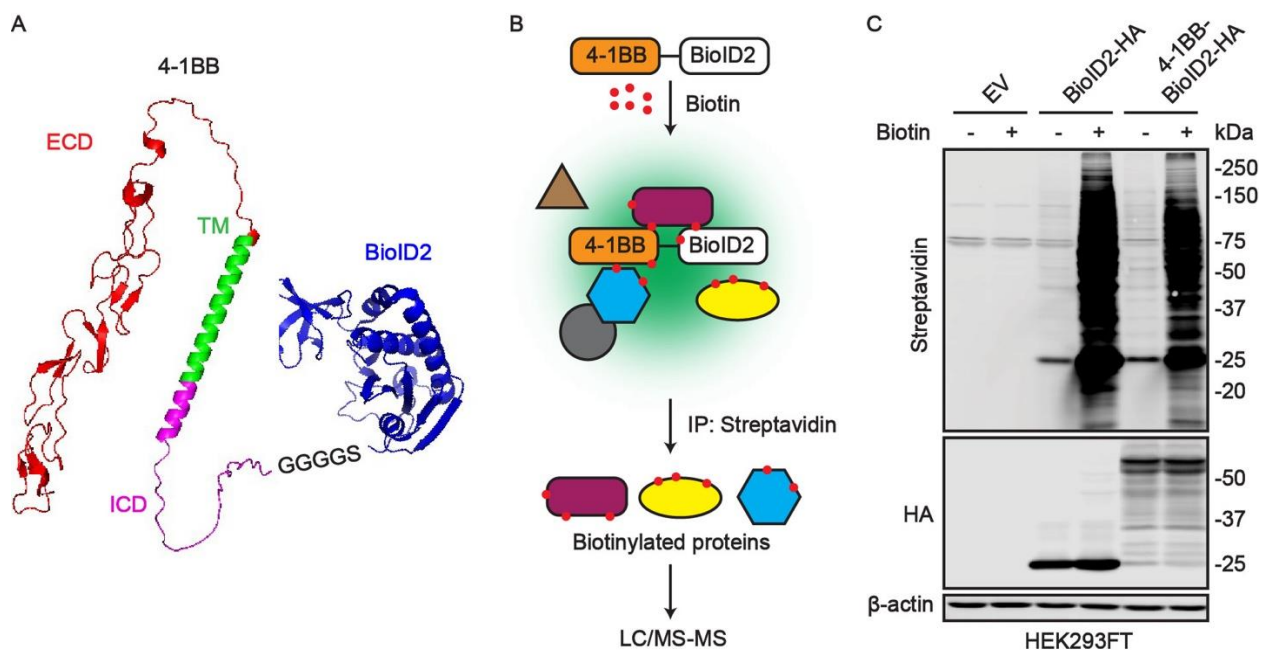 A
4-1BB
ECD
TM
BioID2
GGGGS
ICD
B
4-1BB
BioID2
Biotin
4-1BB
BioID2
IP: Streptavidin
Biotinylated proteins
LC/MS-MS
C
EV
BioID2-HA
4-1BB-
BioID2-HA
Biotin - + - + - + kDa
Streptavidin
-250
-150
-75
-50
-37
-25
-20
HA
-50
-37
-25
β-actin
HEK293FT